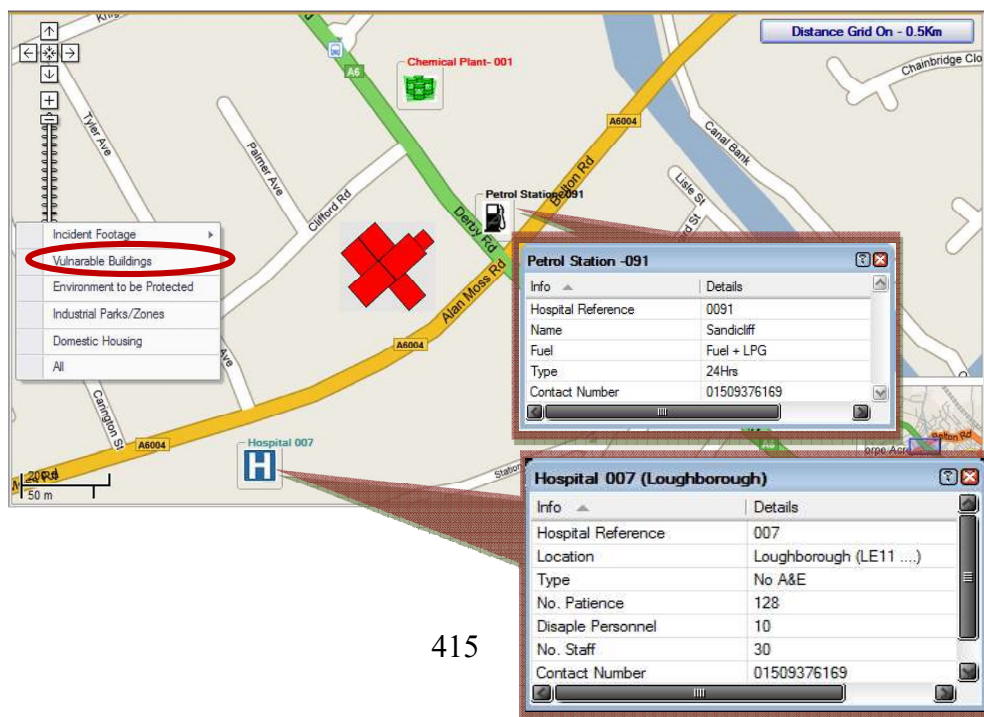 Distance Grid On - 0.5Km
Chemical Plant- 001
A6
Chainbridge Clo
A6004
Tyler Ave
Palmer Ave
Canal Bank
Belton Rd
Lisle St
Petrol Station-091
Clifford Rd
Derby Rd
Incident Footage
Vulnarable Buildings
Environment to be Protected
Industrial Parks/Zones
Domestic Housing
All
Alan Moss Rd
A6004
Ave
Petrol Station -091
Info Details
Hospital Reference 0091
Name Sandicliff
Fuel Fuel + LPG
Type 24Hrs
Contact Number 01509376169
Canington St
A6004
Hospital 007
H
Station
50 m
Hospital 007 (Loughborough)
Info Details
Hospital Reference 007
Location Loughborough (LE11 ....)
Type No A&E
No. Patience 128
Disaple Personnel 10
No. Staff 30
Contact Number 01509376169
415